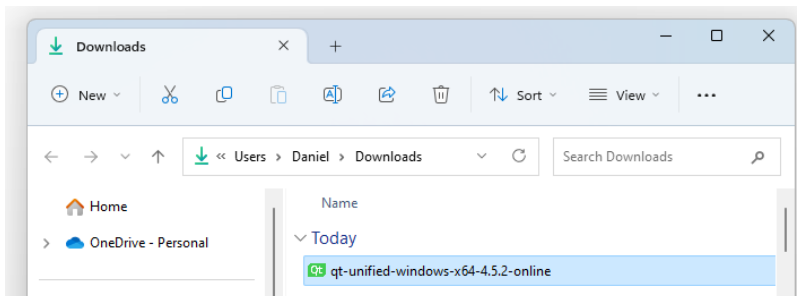 Downloads
New
Sort
View
« Users > Daniel > Downloads
Search Downloads
Home
Name
OneDrive - Personal
Today
Qt qt-unified-windows-x64-4.5.2-online